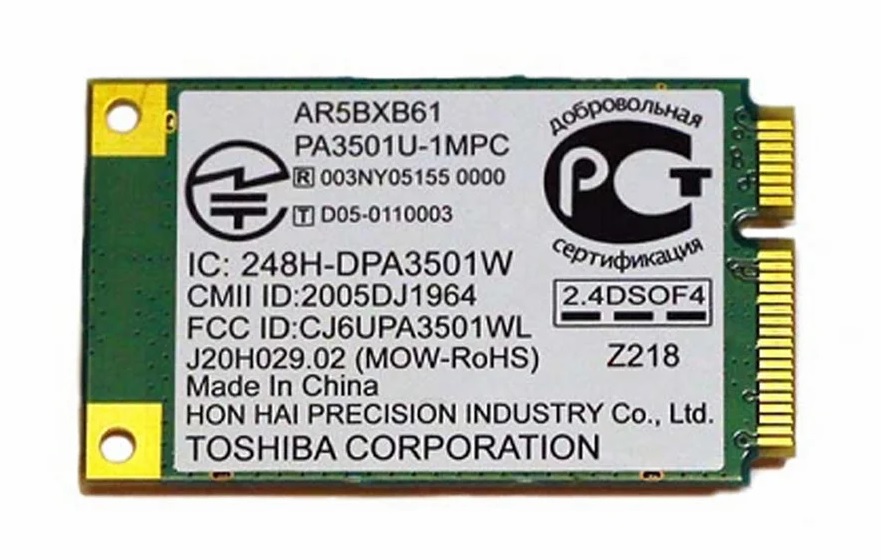 AR5BXB61
PA3501U-1MPC
R 003NY05155 0000
T D05-0110003
добровольная
РСТ
сертификация
IC: 248H-DPA3501W
CMII ID:2005DJ1964
2.4DSOF4
FCC ID:CJ6UPA3501WL
J20H029.02 (MOW-RoHS)
Z218
Made In China
HON HAI PRECISION INDUSTRY Co., Ltd.
TOSHIBA CORPORATION